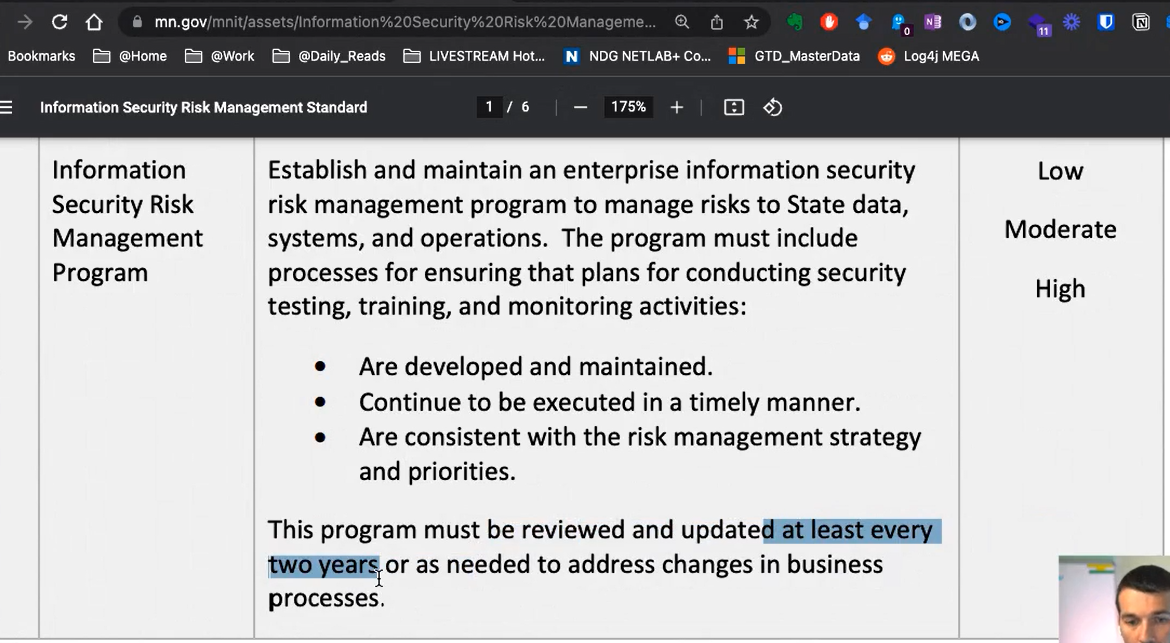 mn.gov/mnit/assets/Information%20Security%20Risk%20Manageme...
0
11
Bookmarks @Home @Work @Daily_Reads LIVESTREAM Hot... NDG NETLAB+ Co... GTD_MasterData Log4j MEGA
Information Security Risk Management Standard 1 / 6 175%
Information
Security Risk
Management
Program
Establish and maintain an enterprise information security
risk management program to manage risks to State data,
systems, and operations. The program must include
processes for ensuring that plans for conducting security
testing, training, and monitoring activities:
• Are developed and maintained.
• Continue to be executed in a timely manner.
• Are consistent with the risk management strategy
and priorities.
This program must be reviewed and updated at least every
two years or as needed to address changes in business
processes.
Low
Moderate
High